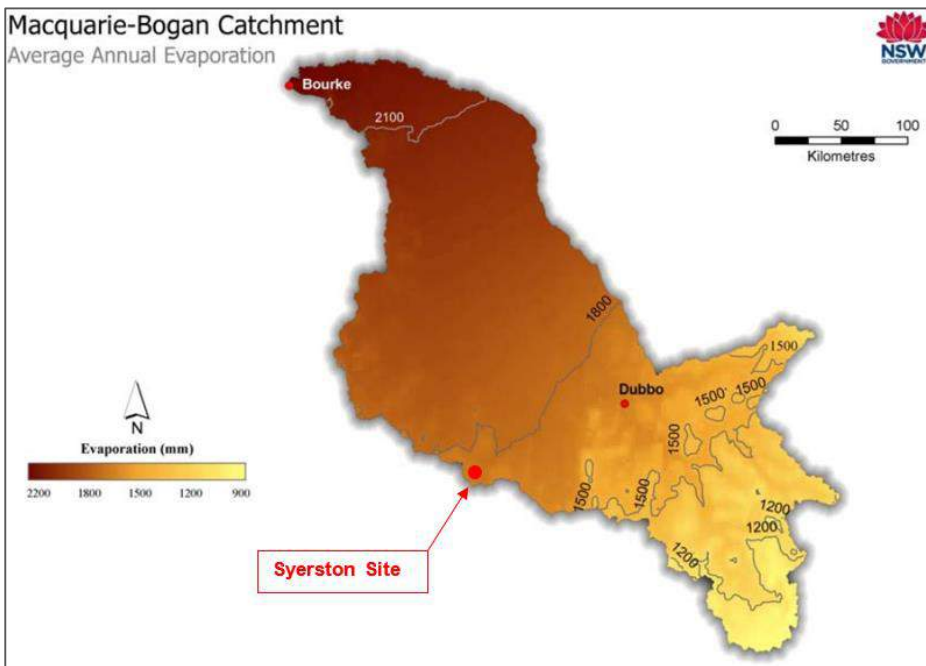 Macquarie-Bogan Catchment
Average Annual Evaporation
NSW
GOVERNMENT
Bourke
2100
0 50 100
Kilometres
1800
1500
Dubbo
1500
1500
1500
N
Evaporation (mm)
2200 1800 1500 1200 900
1500
1500
1200
1200
1200
Syerston Site